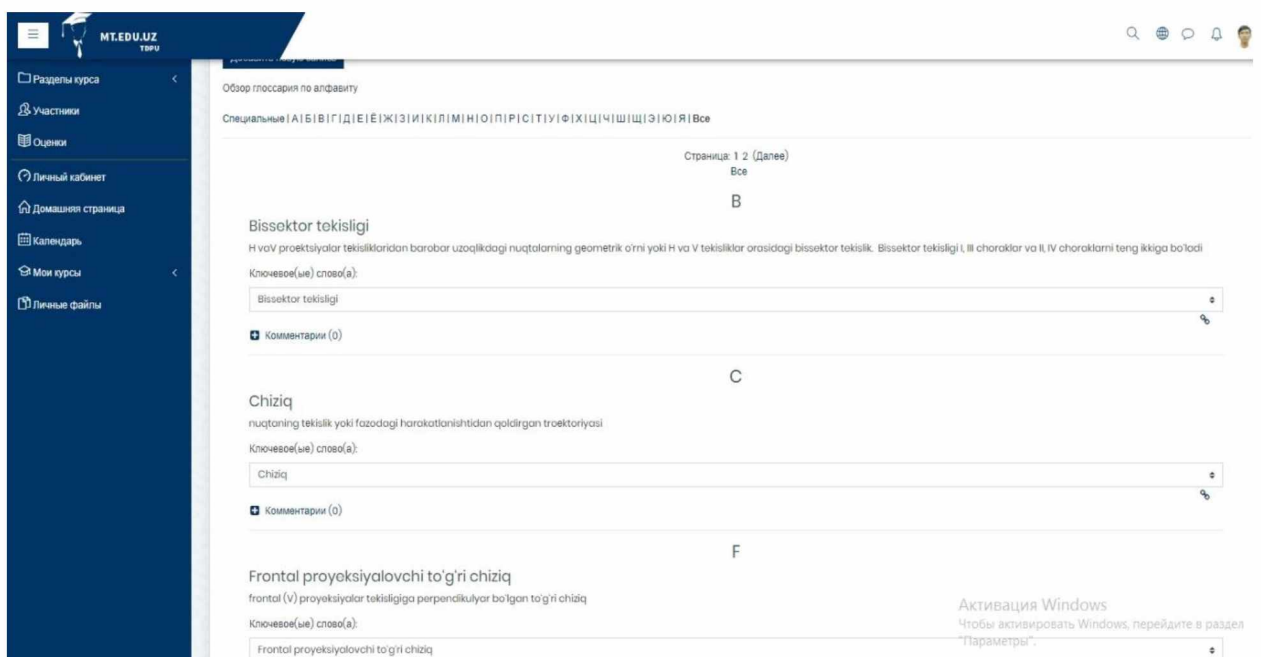 MT.EDU.UZ
TDPU
Разделы курса
Участники
Оценки
Личный кабинет
Домашняя страница
Календарь
Мои курсы
Личные файлы
Обзор глоссария по алфавиту
Специальные | А | Б | В | Г | Д | Е | Ё | Ж | З | И | К | Л | М | Н | О | П | Р | С | Т | У | Ф | Х | Ц | Ч | Ш | Щ | Э | Ю | Я | Все
Страница: 1 2 (Далее)
Все
B
Bissektor tekisligi
H vaV proektsiyalar tekisliklaridan barobar uzoqlikdagi nuqtalarning geometrik o'rni yoki H va V tekisliklar orasidagi bissektor tekislik. Bissektor tekisligi I, III choraklar va II, IV choraklarni teng ikkiga bo'ladi
Ключевое(ые) слово(а):
Bissektor tekisligi
Комментарии (0)
C
Chiziq
nuqtaning tekislik yoki fazodagi harakatlanishtidan qoldirgan troektoriyasi
Ключевое(ые) слово(а):
Chiziq
Комментарии (0)
F
Frontal proyeksiyalovchi to'g'ri chiziq
frontal (V) proyeksiyalar tekisligiga perpendikulyar bo'lgan to'g'ri chiziq
Ключевое(ые) слово(а):
Frontal proyeksiyalovchi to'g'ri chiziq
Активация Windows
Чтобы активировать Windows, перейдите в раздел
"Параметры".